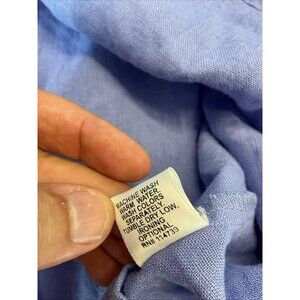 MACHINE WASH
WARM WATER,
WASH COLORS
SEPARATELY,
TUMBLE DRY LOW,
IRONING
OPTIONAL.
RN# 114733